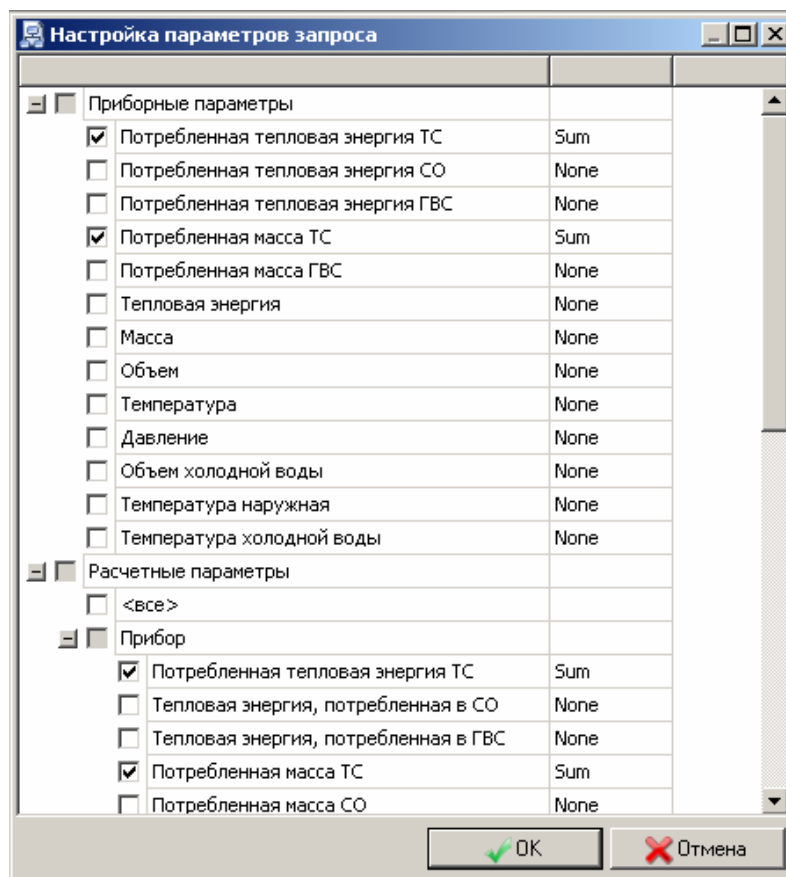 Настройка параметров запроса
Приборные параметры
Потребленная тепловая энергия ТС Sum
Потребленная тепловая энергия СО None
Потребленная тепловая энергия ГВС None
Потребленная масса ТС Sum
Потребленная масса ГВС None
Тепловая энергия None
Масса None
Объем None
Температура None
Давление None
Объем холодной воды None
Температура наружная None
Температура холодной воды None
Расчетные параметры
<все>
Прибор
Потребленная тепловая энергия ТС Sum
Тепловая энергия, потребленная в СО None
Тепловая энергия, потребленная в ГВС None
Потребленная масса ТС Sum
Потребленная масса СО None
OK Отмена